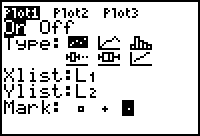 Plot1 Plot2 Plot3
On Off
Type:
Xlist:L₁
Ylist:L₂
Mark: ▫ + ▪